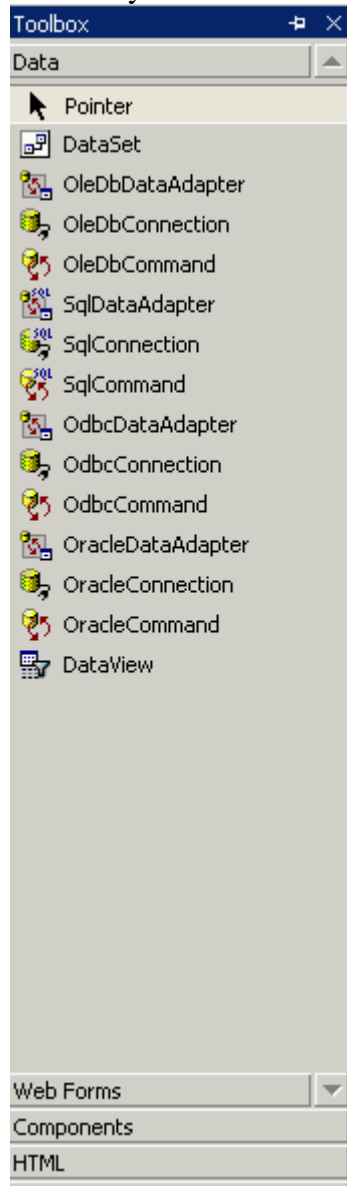 Toolbox
Data
Pointer
DataSet
OleDbDataAdapter
OleDbConnection
OleDbCommand
SqlDataAdapter
SqlConnection
SqlCommand
OdbcDataAdapter
OdbcConnection
OdbcCommand
OracleDataAdapter
OracleConnection
OracleCommand
DataView
Web Forms
Components
HTML